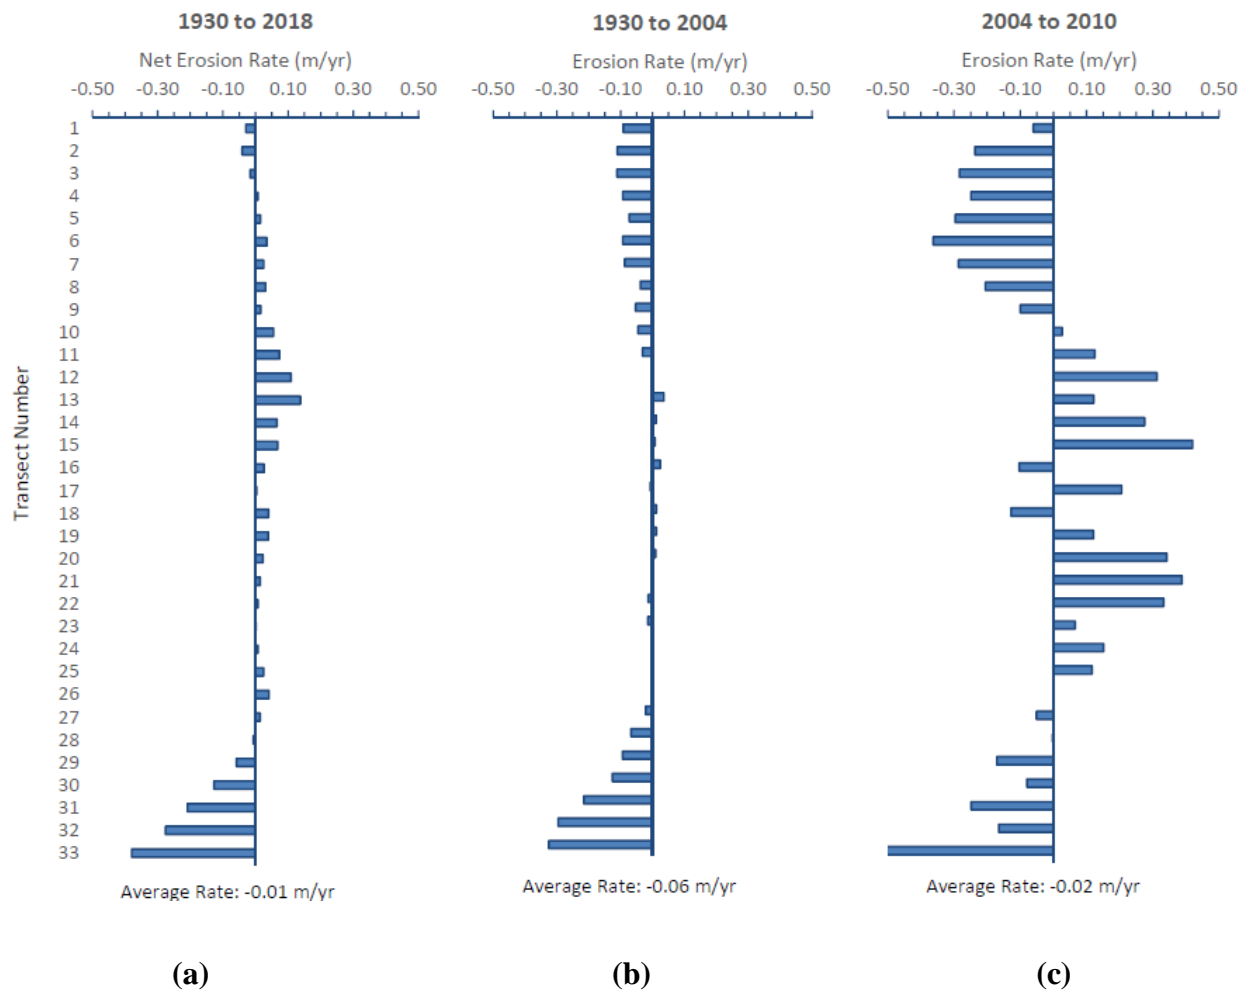 1930 to 2018
1930 to 2004
2004 to 2010
Net Erosion Rate (m/yr)
Erosion Rate (m/yr)
Erosion Rate (m/yr)
-0.50 -0.30 -0.10 0.10 0.30 0.50
-0.50 -0.30 -0.10 0.10 0.30 0.50
-0.50 -0.30 -0.10 0.10 0.30 0.50
Transect Number
1
2
3
4
5
6
7
8
9
10
11
12
13
14
15
16
17
18
19
20
21
22
23
24
25
26
27
28
29
30
31
32
33
Average Rate: -0.01 m/yr
Average Rate: -0.06 m/yr
Average Rate: -0.02 m/yr
(a)
(b)
(c)